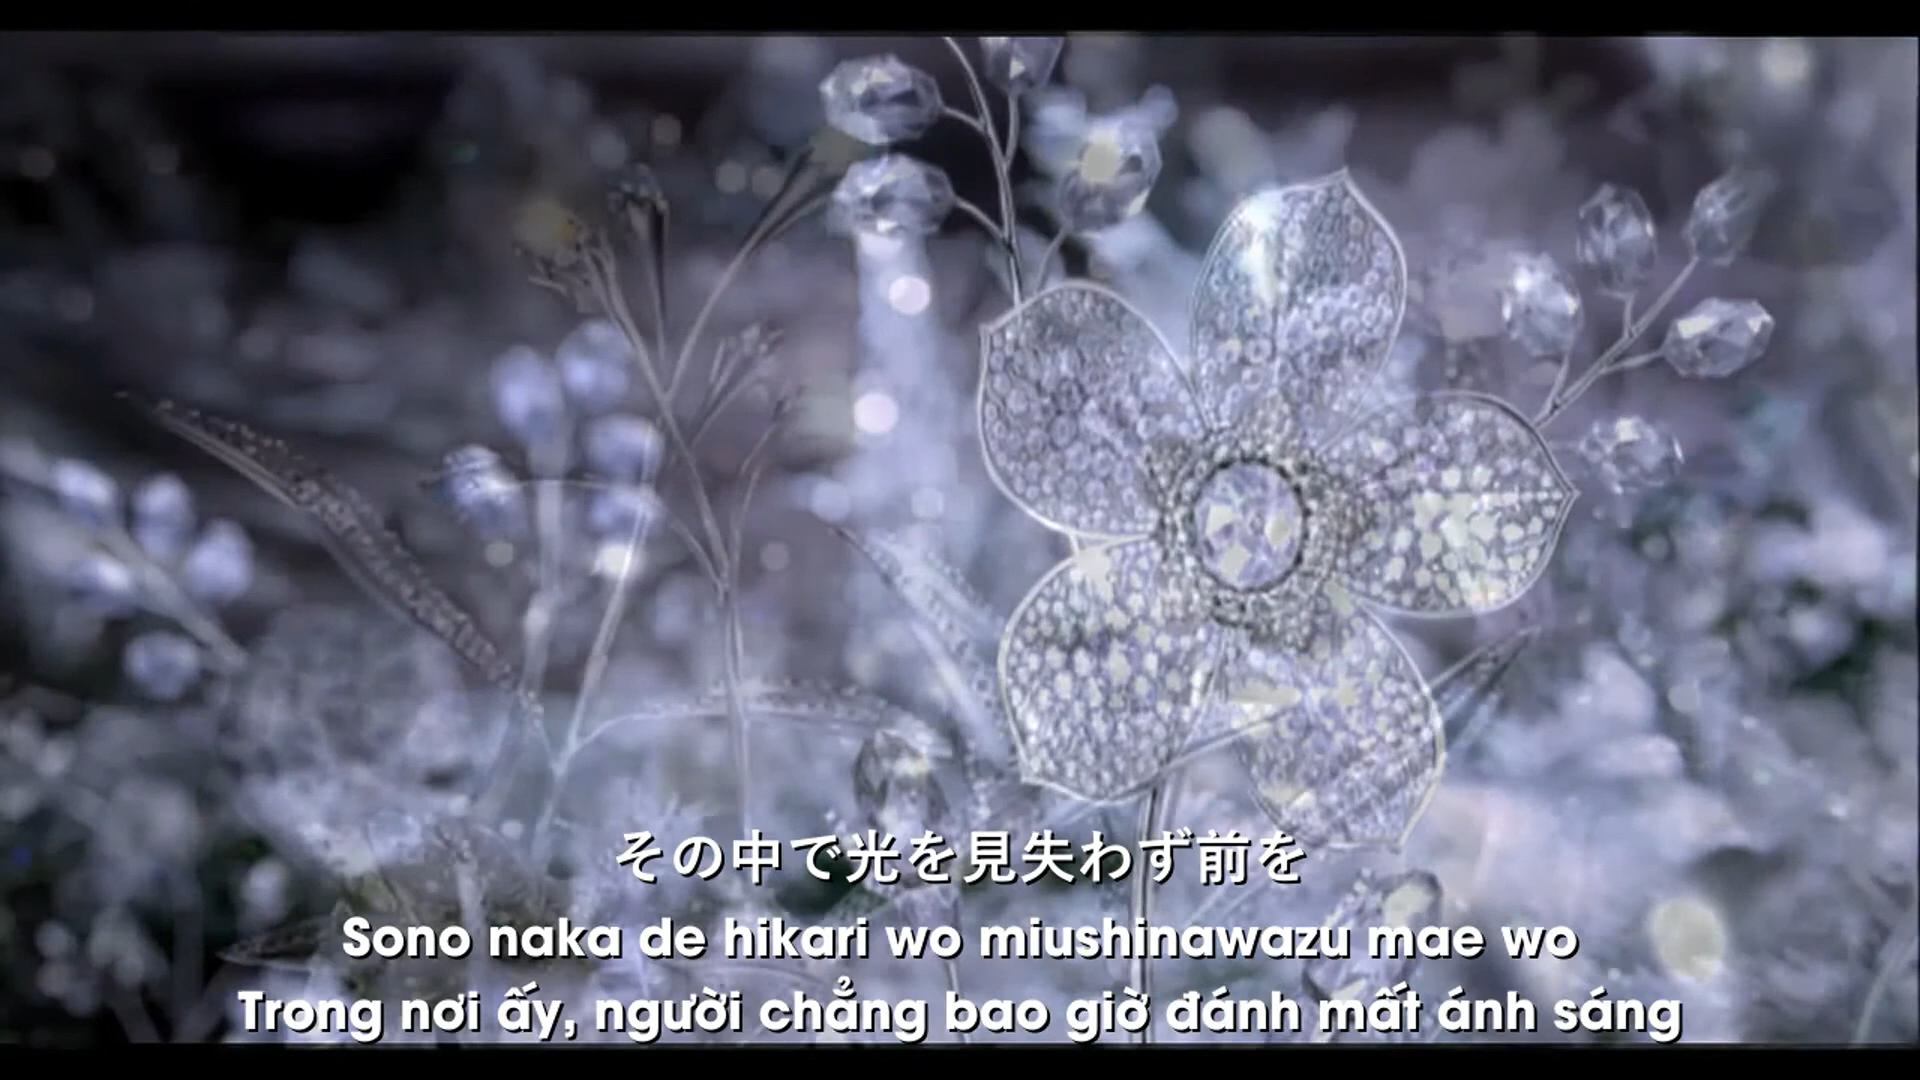 その中で光を見失わず前を
Sono naka de hikari wo miushinawazu mae wo
Trong nơi ấy, người chẳng bao giờ đánh mất ánh sáng